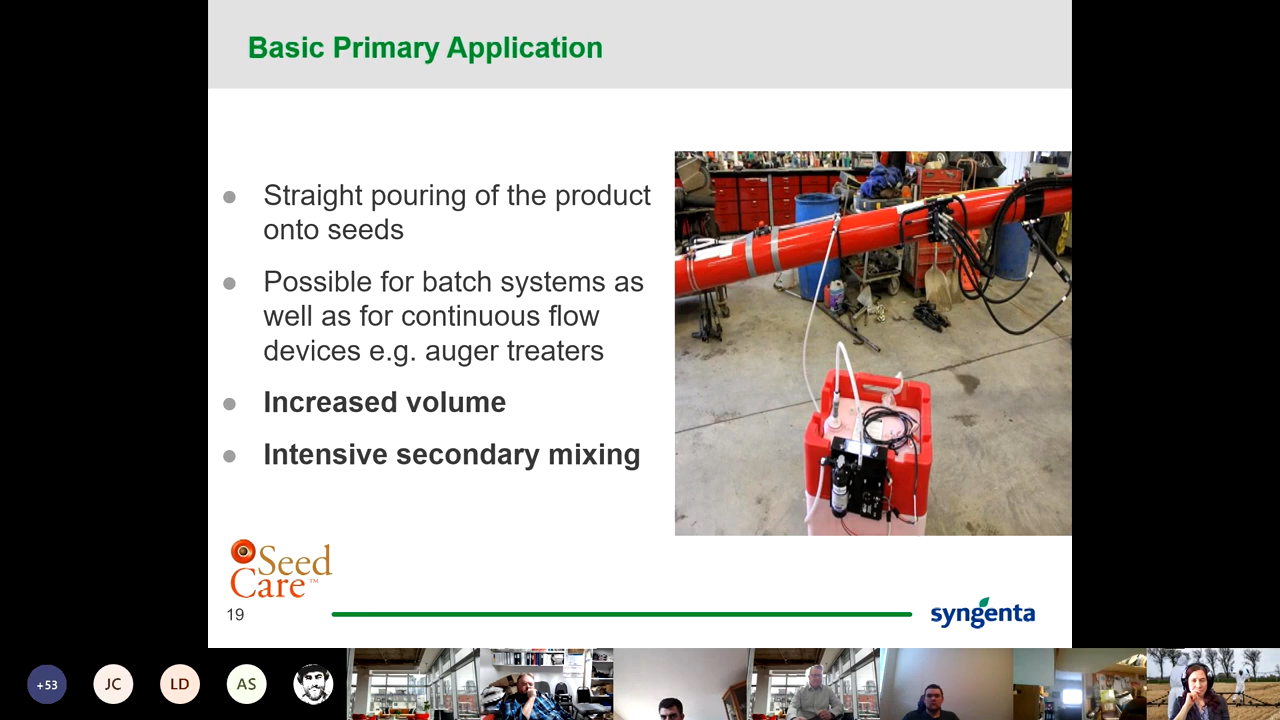 Basic Primary Application
● Straight pouring of the product
onto seeds
● Possible for batch systems as
well as for continuous flow
devices e.g. auger treaters
● Increased volume
● Intensive secondary mixing
Seed
Care™
19
syngenta
+53
JC
LD
AS